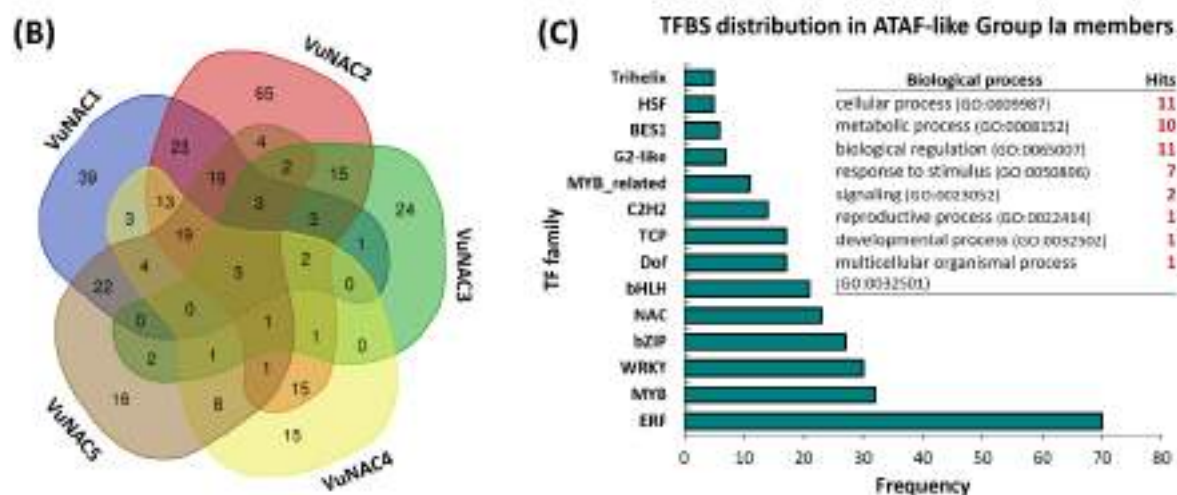 (B)
VuNAC2
VuNAC1
VuNAC3
VuNAC5
VuNAC4
65
4
23
2
15
39
19
24
13
3
3
3
1
19
4
3
2
0
22
0
0
1
1
0
2
1
1
15
16
8
15
(C) TFBS distribution in ATAF-like Group Ia members
TF family
Trihelix
HSF
BES1
G2-like
MYB_related
C2H2
TCP
Dof
bHLH
NAC
bZIP
WRKY
MYB
ERF
0 10 20 30 40 50 60 70 80
Frequency
Biological process Hits
cellular process (GO:0009987) 11
metabolic process (GO:0008152) 10
biological regulation (GO:0065007) 11
response to stimulus (GO:0050896) 7
signaling (GO:0023052) 2
reproductive process (GO:0022414) 1
developmental process (GO:0032502) 1
multicellular organismal process 1
(GO:0032501)